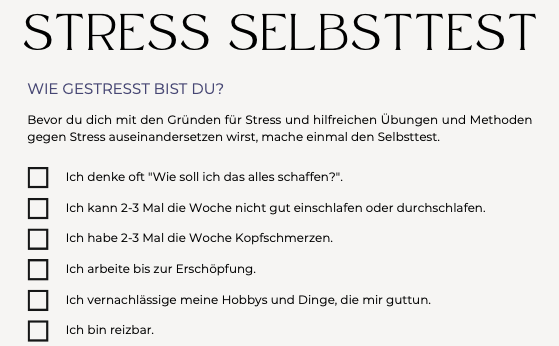 STRESS SELBSTTEST
WIE GESTRESST BIST DU?
Bevor du dich mit den Gründen für Stress und hilfreichen Übungen und Methoden
gegen Stress auseinandersetzen wirst, mache einmal den Selbsttest.
Ich denke oft "Wie soll ich das alles schaffen?".
Ich kann 2-3 Mal die Woche nicht gut einschlafen oder durchschlafen.
Ich habe 2-3 Mal die Woche Kopfschmerzen.
Ich arbeite bis zur Erschöpfung.
Ich vernachlässige meine Hobbys und Dinge, die mir guttun.
Ich bin reizbar.